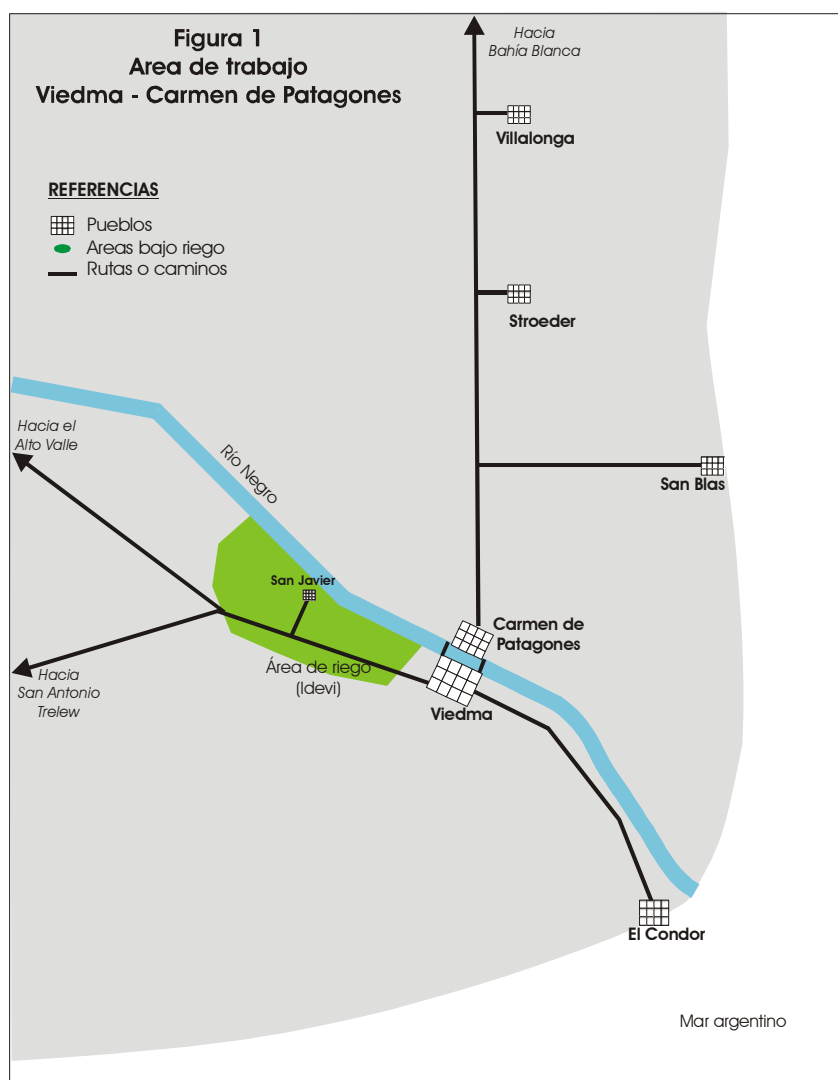 Figura 1
Area de trabajo
Viedma - Carmen de Patagones
Hacia
Bahía Blanca
Villalonga
REFERENCIAS
Pueblos
Areas bajo riego
Rutas o caminos
Stroeder
Hacia el
Alto Valle
Río Negro
San Blas
San Javier
Carmen de
Patagones
Área de riego
(Idevi)
Hacia
San Antonio
Trelew
Viedma
El Condor
Mar argentino